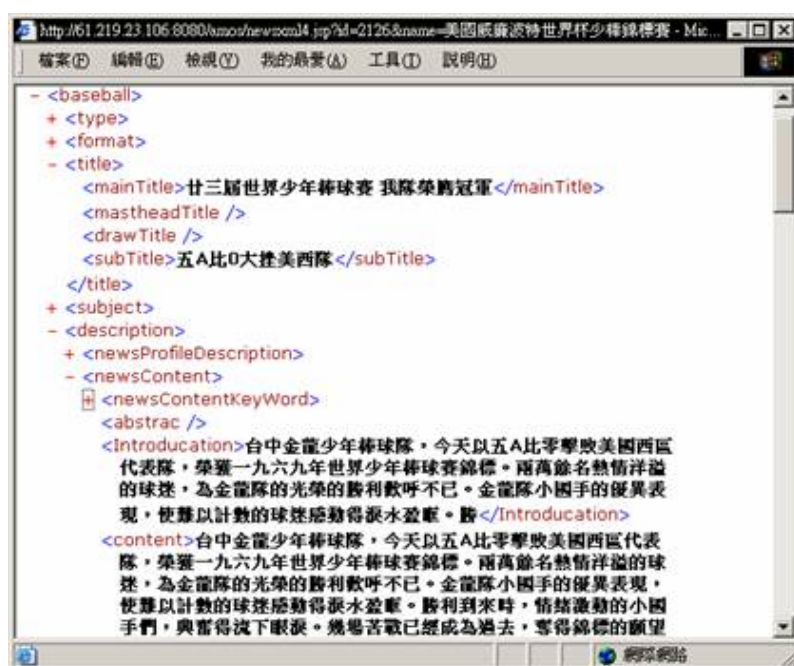 http://61.219.23.106:8080/amos/newsxml4.jsp?id=2126&name=美國威廉波特世界杯少棒錦標賽 - Mic...
檔案(F) 編輯(E) 檢視(V) 我的最愛(A) 工具(T) 說明(H)
- <baseball>
+ <type>
+ <format>
- <title>
<mainTitle>廿三屆世界少年棒球賽 我隊榮膺冠軍</mainTitle>
<mastheadTitle />
<drawTitle />
<subTitle>五A比0大挫美西隊</subTitle>
</title>
+ <subject>
- <description>
+ <newsProfileDescription>
- <newsContent>
+ <newsContentKeyWord>
<abstrac />
<Introducation>台中金龍少年棒球隊，今天以五A比零擊敗美國西區
代表隊，榮獲一九六九年世界少年棒球賽錦標。兩萬餘名熱情洋溢
的球迷，為金龍隊的光榮的勝利歡呼不已。金龍隊小國手的優異表
現，使難以計數的球迷感動得淚水盈眶。勝</Introducation>
<content>台中金龍少年棒球隊，今天以五A比零擊敗美國西區代表
隊，榮獲一九六九年世界少年棒球賽錦標。兩萬餘名熱情洋溢的球
迷，為金龍隊的光榮的勝利歡呼不已。金龍隊小國手的優異表現，
使難以計數的球迷感動得淚水盈眶。勝利到來時，情緒激動的小國
手們，興奮得流下眼淚。幾場苦戰已經成為過去，奪得錦標的願望
網際網路